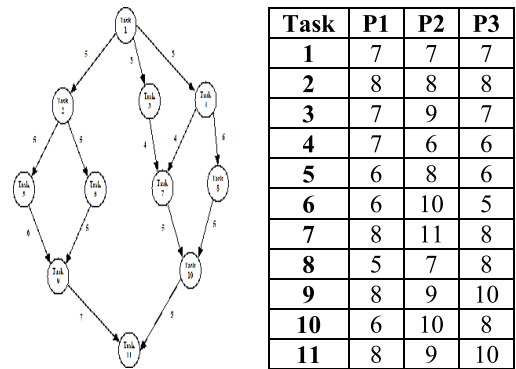 Task 1
5
5
5
Task 2
Task 3
Task 4
5
5
4
4
6
Task 5
Task 6
Task 7
Task 8
6
5
5
5
Task 9
Task 10
7
5
Task 11
Task P1 P2 P3
1 7 7 7
2 8 8 8
3 7 9 7
4 7 6 6
5 6 8 6
6 6 10 5
7 8 11 8
8 5 7 8
9 8 9 10
10 6 10 8
11 8 9 10